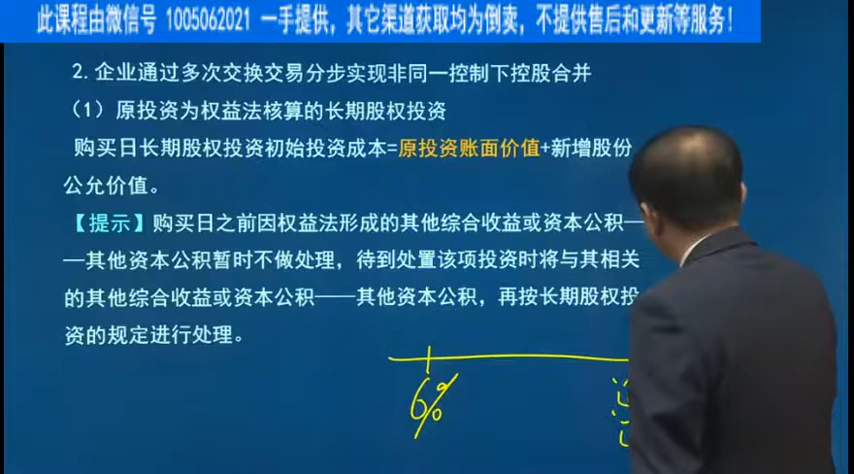 此课程由微信号 1005062021 一手提供，其它渠道获取均为倒卖，不提供售后和更新等服务！
2.企业通过多次交换交易分步实现非同一控制下控股合并
（1）原投资为权益法核算的长期股权投资
购买日长期股权投资初始投资成本=原投资账面价值+新增股份
公允价值。
【提示】购买日之前因权益法形成的其他综合收益或资本公积—
—其他资本公积暂时不做处理，待到处置该项投资时将与其相关
的其他综合收益或资本公积——其他资本公积，再按长期股权投
资的规定进行处理。
6%